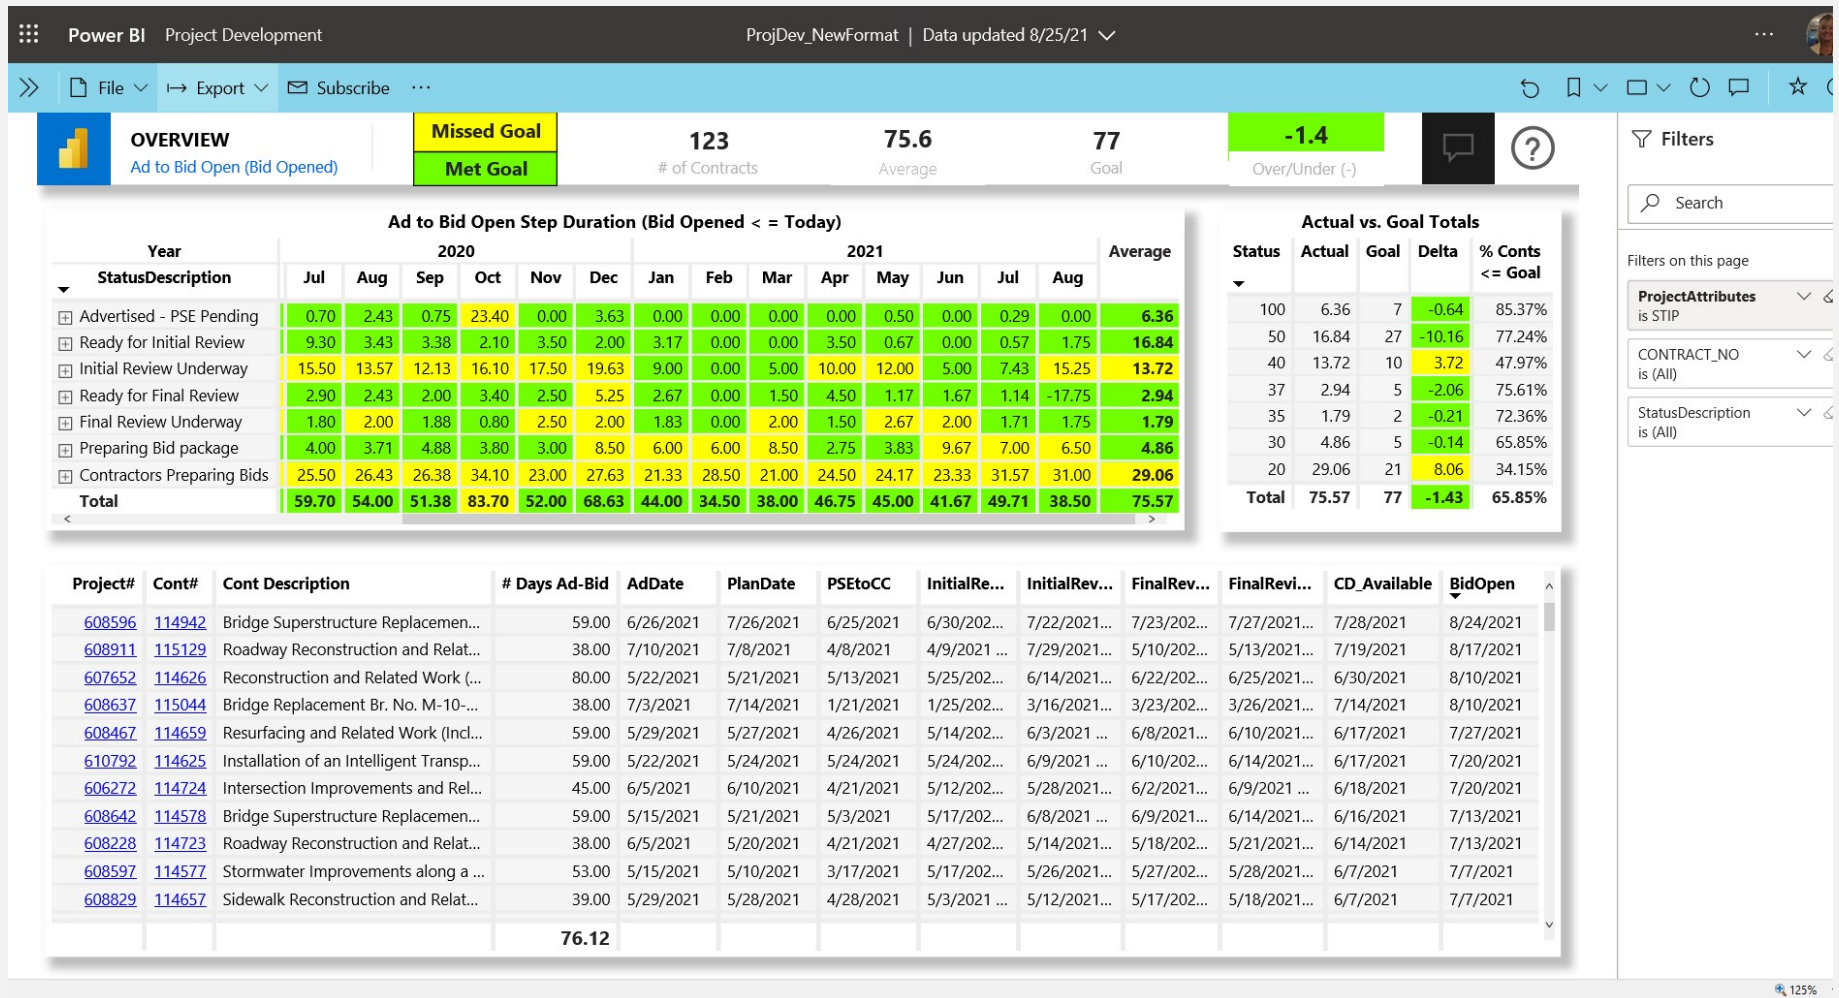 Power BI Project Development ProjDev_NewFormat | Data updated 8/25/21 ...
File Export Subscribe ...
OVERVIEW
Ad to Bid Open (Bid Opened)
Missed Goal
Met Goal
123
# of Contracts
75.6
Average
77
Goal
-1.4
Over/Under (-)
?
Ad to Bid Open Step Duration (Bid Opened < = Today)
Year 2020 2021 Average
StatusDescription Jul Aug Sep Oct Nov Dec Jan Feb Mar Apr May Jun Jul Aug
Advertised - PSE Pending 0.70 2.43 0.75 23.40 0.00 3.63 0.00 0.00 0.00 0.00 0.50 0.00 0.29 0.00 6.36
Ready for Initial Review 9.30 3.43 3.38 2.10 3.50 2.00 3.17 0.00 0.00 3.50 0.67 0.00 0.57 1.75 16.84
Initial Review Underway 15.50 13.57 12.13 16.10 17.50 19.63 9.00 0.00 5.00 10.00 12.00 5.00 7.43 15.25 13.72
Ready for Final Review 2.90 2.43 2.00 3.40 2.50 5.25 2.67 0.00 1.50 4.50 1.17 1.67 1.14 -17.75 2.94
Final Review Underway 1.80 2.00 1.88 0.80 2.50 2.00 1.83 0.00 2.00 1.50 2.67 2.00 1.71 1.75 1.79
Preparing Bid package 4.00 3.71 4.88 3.80 3.00 8.50 6.00 6.00 8.50 2.75 3.83 9.67 7.00 6.50 4.86
Contractors Preparing Bids 25.50 26.43 26.38 34.10 23.00 27.63 21.33 28.50 21.00 24.50 24.17 23.33 31.57 31.00 29.06
Total 59.70 54.00 51.38 83.70 52.00 68.63 44.00 34.50 38.00 46.75 45.00 41.67 49.71 38.50 75.57
Actual vs. Goal Totals
Status Actual Goal Delta % Conts
<= Goal
100 6.36 7 -0.64 85.37%
50 16.84 27 -10.16 77.24%
40 13.72 10 3.72 47.97%
37 2.94 5 -2.06 75.61%
35 1.79 2 -0.21 72.36%
30 4.86 5 -0.14 65.85%
20 29.06 21 8.06 34.15%
Total 75.57 77 -1.43 65.85%
Project# Cont# Cont Description # Days Ad-Bid AdDate PlanDate PSEtoCC InitialRe... InitialRev... FinalRev... FinalRevi... CD_Available BidOpen
608596 114942 Bridge Superstructure Replacemen... 59.00 6/26/2021 7/26/2021 6/25/2021 6/30/202... 7/22/2021... 7/23/202... 7/27/2021... 7/28/2021 8/24/2021
608911 115129 Roadway Reconstruction and Relat... 38.00 7/10/2021 7/8/2021 4/8/2021 4/9/2021 ... 7/29/2021... 5/10/202... 5/13/2021... 7/19/2021 8/17/2021
607652 114626 Reconstruction and Related Work (... 80.00 5/22/2021 5/21/2021 5/13/2021 5/25/202... 6/14/2021... 6/22/202... 6/25/2021... 6/30/2021 8/10/2021
608637 115044 Bridge Replacement Br. No. M-10-... 38.00 7/3/2021 7/14/2021 1/21/2021 1/25/202... 3/16/2021... 3/23/202... 3/26/2021... 7/14/2021 8/10/2021
608467 114659 Resurfacing and Related Work (Incl... 59.00 5/29/2021 5/27/2021 4/26/2021 5/14/202... 6/3/2021 ... 6/8/2021... 6/10/2021... 6/17/2021 7/27/2021
610792 114625 Installation of an Intelligent Transp... 59.00 5/22/2021 5/24/2021 5/24/2021 5/24/202... 6/9/2021 ... 6/10/202... 6/14/2021... 6/17/2021 7/20/2021
606272 114724 Intersection Improvements and Rel... 45.00 6/5/2021 6/10/2021 4/21/2021 5/12/202... 5/28/2021... 6/2/2021... 6/9/2021 ... 6/18/2021 7/20/2021
608642 114578 Bridge Superstructure Replacemen... 59.00 5/15/2021 5/21/2021 5/3/2021 5/17/202... 6/8/2021 ... 6/9/2021... 6/14/2021... 6/16/2021 7/13/2021
608228 114723 Roadway Reconstruction and Relat... 38.00 6/5/2021 5/20/2021 4/21/2021 4/27/202... 5/14/2021... 5/18/202... 5/21/2021... 6/14/2021 7/13/2021
608597 114577 Stormwater Improvements along a ... 53.00 5/15/2021 5/10/2021 3/17/2021 5/17/202... 5/26/2021... 5/27/202... 5/28/2021... 6/7/2021 7/7/2021
608829 114657 Sidewalk Reconstruction and Relat... 39.00 5/29/2021 5/28/2021 4/28/2021 5/3/2021 ... 5/12/2021... 5/17/202... 5/18/2021... 6/7/2021 7/7/2021
76.12
Filters
Search
Filters on this page
ProjectAttributes
is STIP
CONTRACT_NO
is (All)
StatusDescription
is (All)
125%